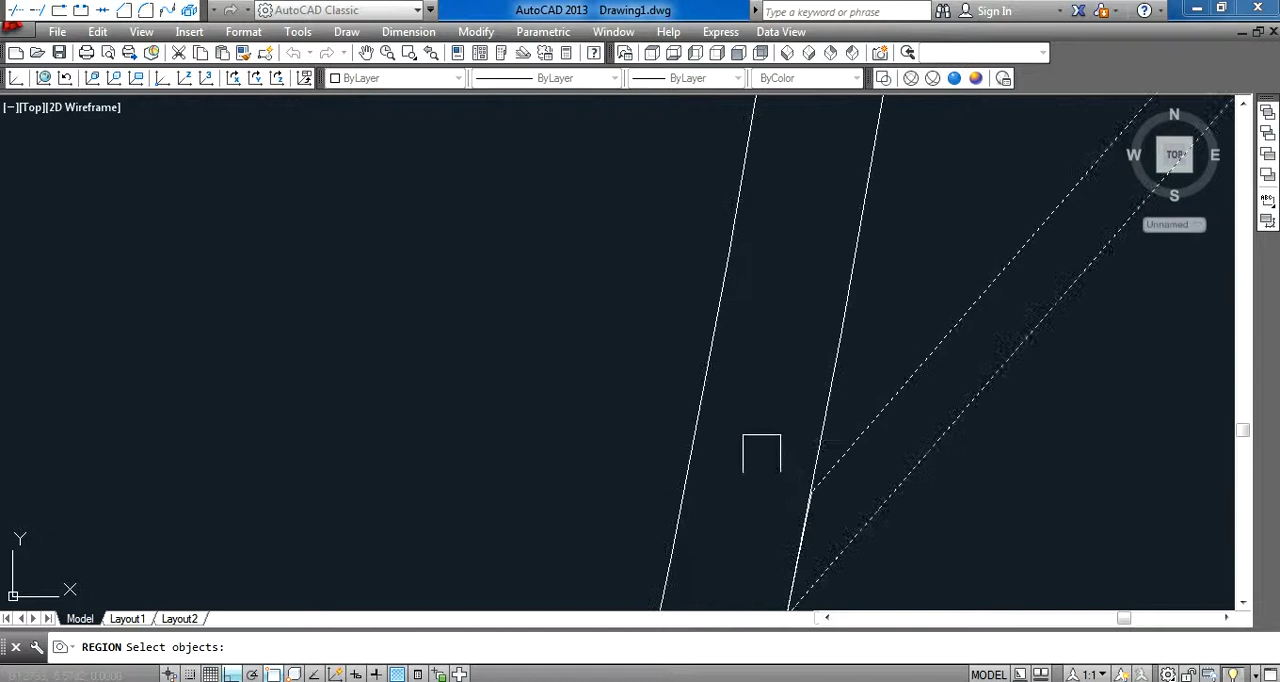 AutoCAD Classic
AutoCAD 2013 Drawing1.dwg
Type a keyword or phrase
Sign In
File Edit View Insert Format Tools Draw Dimension Modify Parametric Window Help Express Data View
ByLayer ByLayer ByLayer ByColor
[−][Top][2D Wireframe]
N
W TOP E
S
Unnamed
Y
X
Model Layout1 Layout2
REGION Select objects:
MODEL 1:1